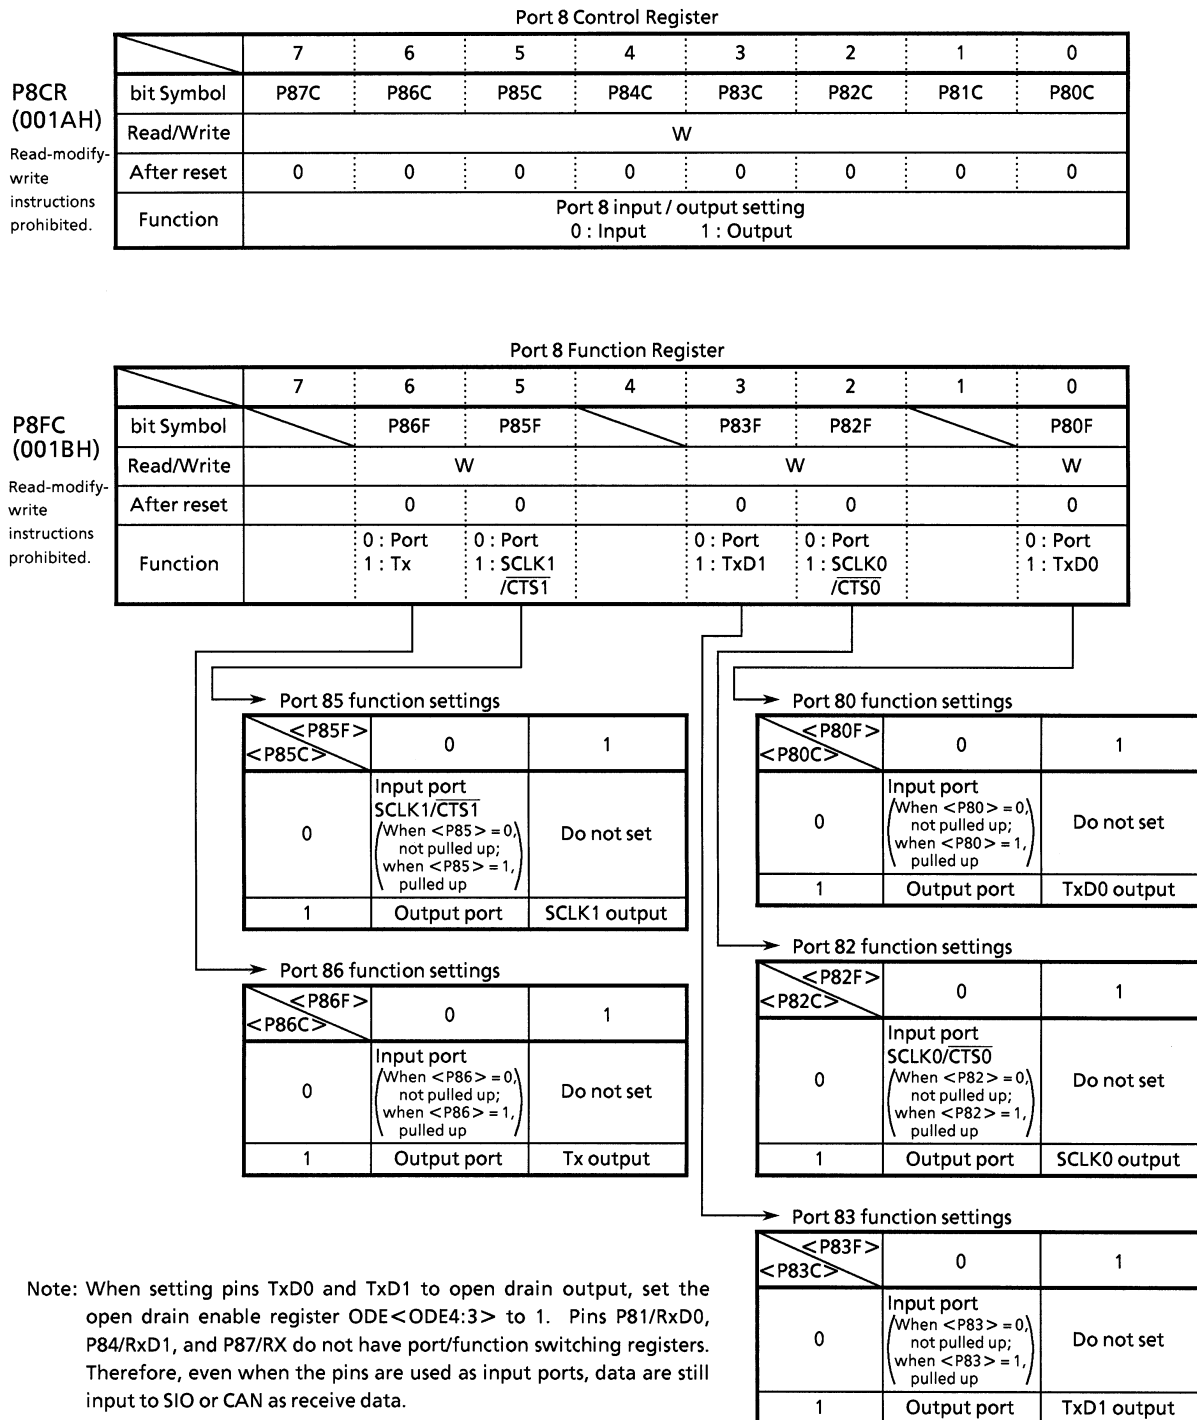 Port 8 Control Register
7 6 5 4 3 2 1 0
P8CR
(001AH)
Read-modify-
write
instructions
prohibited.
bit Symbol P87C P86C P85C P84C P83C P82C P81C P80C
Read/Write W
After reset 0 0 0 0 0 0 0 0
Function
Port 8 input / output setting
0 : Input 1 : Output
Port 8 Function Register
7 6 5 4 3 2 1 0
P8FC
(001BH)
Read-modify-
write
instructions
prohibited.
bit Symbol P86F P85F P83F P82F P80F
Read/Write W W W
After reset 0 0 0 0 0
Function
0 : Port 0 : Port 0 : Port 0 : Port 0 : Port
1 : Tx 1 : SCLK1 1 : TxD1 1 : SCLK0 1 : TxD0
/CTS1 /CTS0
Port 85 function settings
<P85F>
<P85C>
0 1
0
Input port
SCLK1/CTS1
(When <P85> = 0,
not pulled up;
when <P85> = 1,
pulled up)
Do not set
1 Output port SCLK1 output
Port 86 function settings
<P86F>
<P86C>
0 1
0
Input port
(When <P86> = 0,
not pulled up;
when <P86> = 1,
pulled up)
Do not set
1 Output port Tx output
Port 80 function settings
<P80F>
<P80C>
0 1
0
Input port
(When <P80> = 0,
not pulled up;
when <P80> = 1,
pulled up)
Do not set
1 Output port TxD0 output
Port 82 function settings
<P82F>
<P82C>
0 1
0
Input port
SCLK0/CTS0
(When <P82> = 0,
not pulled up;
when <P82> = 1,
pulled up)
Do not set
1 Output port SCLK0 output
Port 83 function settings
<P83F>
<P83C>
0 1
0
Input port
(When <P83> = 0,
not pulled up;
when <P83> = 1,
pulled up)
Do not set
1 Output port TxD1 output
Note: When setting pins TxD0 and TxD1 to open drain output, set the
open drain enable register ODE<ODE4:3> to 1. Pins P81/RxD0,
P84/RxD1, and P87/RX do not have port/function switching registers.
Therefore, even when the pins are used as input ports, data are still
input to SIO or CAN as receive data.